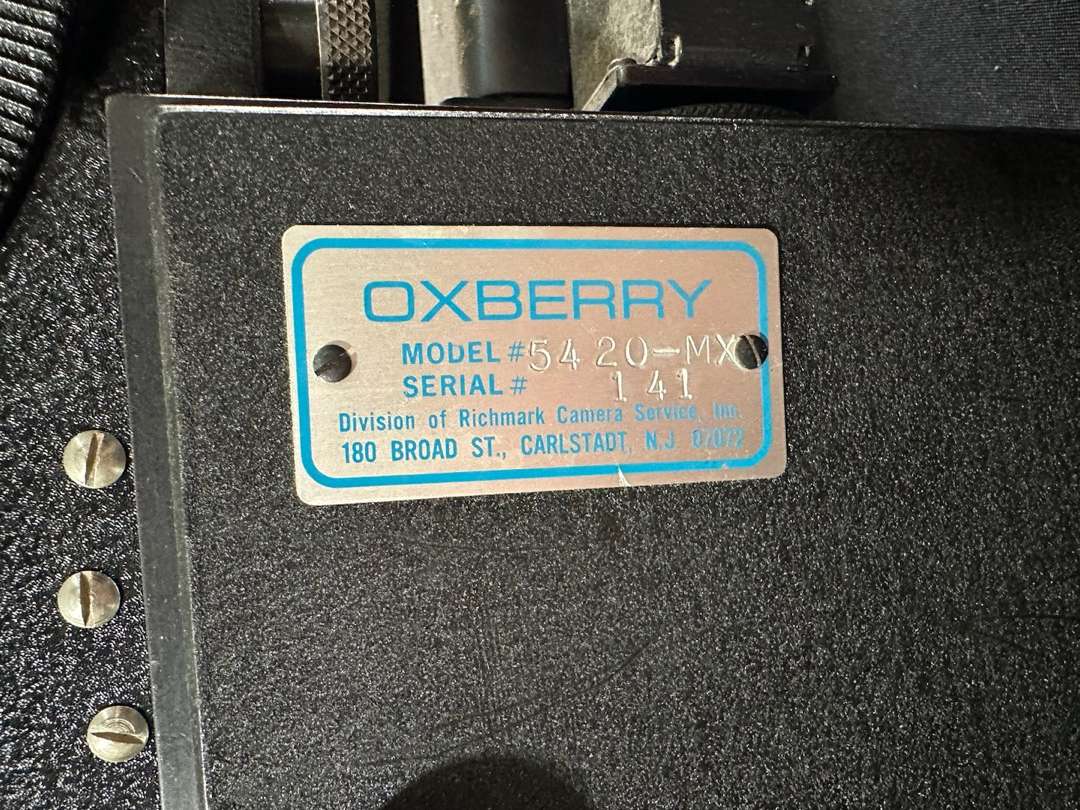 OXBERRY
MODEL #5420-MX
SERIAL # 141
Division of Richmark Camera Service, Inc.
180 BROAD ST., CARLSTADT, N.J. 07072